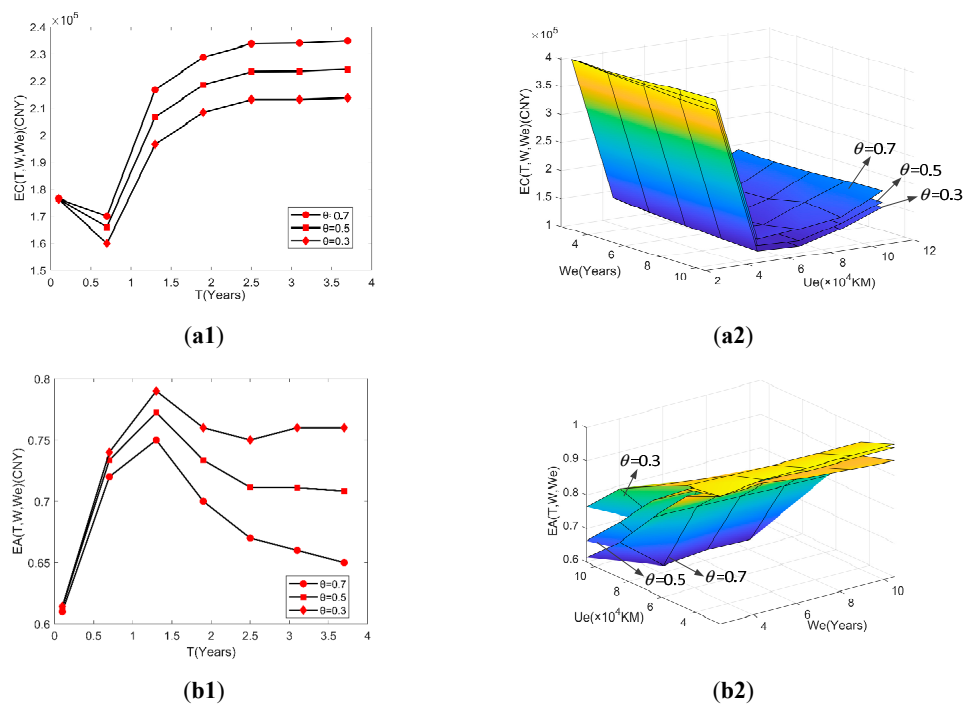 ×10⁵
EC(T,W,We)(CNY)
2.4
2.3
2.2
2.1
2
1.9
1.8
1.7
1.6
1.5
0 0.5 1 1.5 2 2.5 3 3.5 4
T(Years)
θ=0.7
θ=0.5
θ=0.3
(a1)
×10⁵
EC(T,W,We)(CNY)
4
3.5
3
2.5
2
1.5
1
4 6 8 10
We(Years)
2 4 6 8 10 12
Ue(×10⁴KM)
θ=0.7
θ=0.5
θ=0.3
(a2)
EA(T,W,We)(CNY)
0.8
0.75
0.7
0.65
0.6
0 0.5 1 1.5 2 2.5 3 3.5 4
T(Years)
θ=0.7
θ=0.5
θ=0.3
(b1)
EA(T,W,We)
1
0.9
0.8
0.7
0.6
10 8 6 4
Ue(×10⁴KM)
4 6 8 10
We(Years)
θ=0.3
θ=0.5
θ=0.7
(b2)